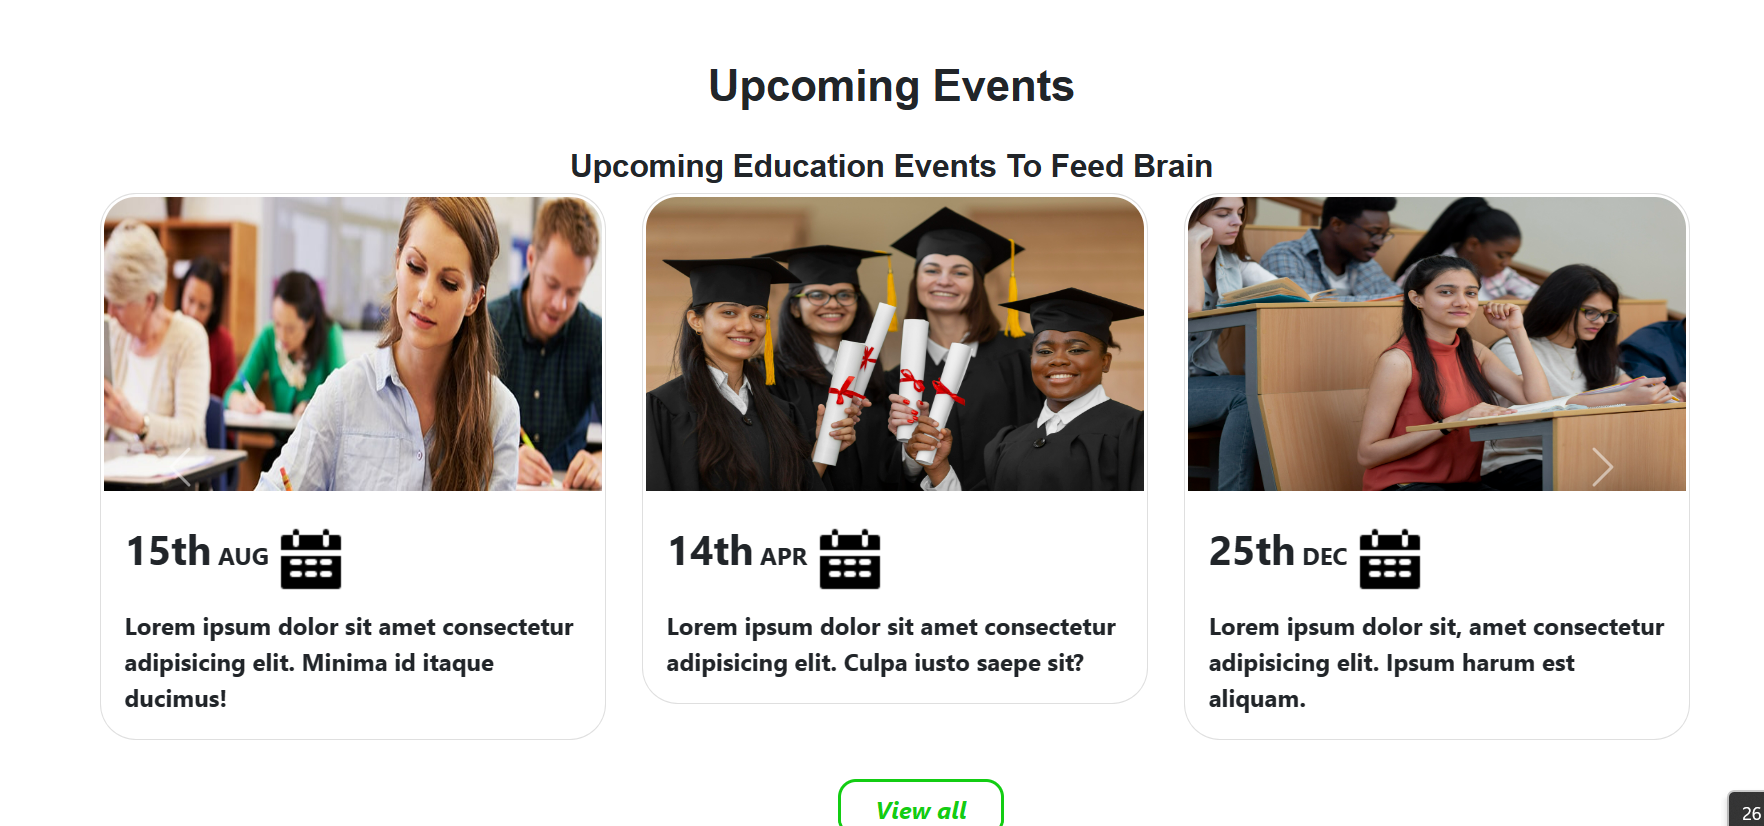 Upcoming Events
Upcoming Education Events To Feed Brain
15th AUG
Lorem ipsum dolor sit amet consectetur
adipisicing elit. Minima id itaque
ducimus!
14th APR
Lorem ipsum dolor sit amet consectetur
adipisicing elit. Culpa iusto saepe sit?
25th DEC
Lorem ipsum dolor sit, amet consectetur
adipisicing elit. Ipsum harum est
aliquam.
View all
26